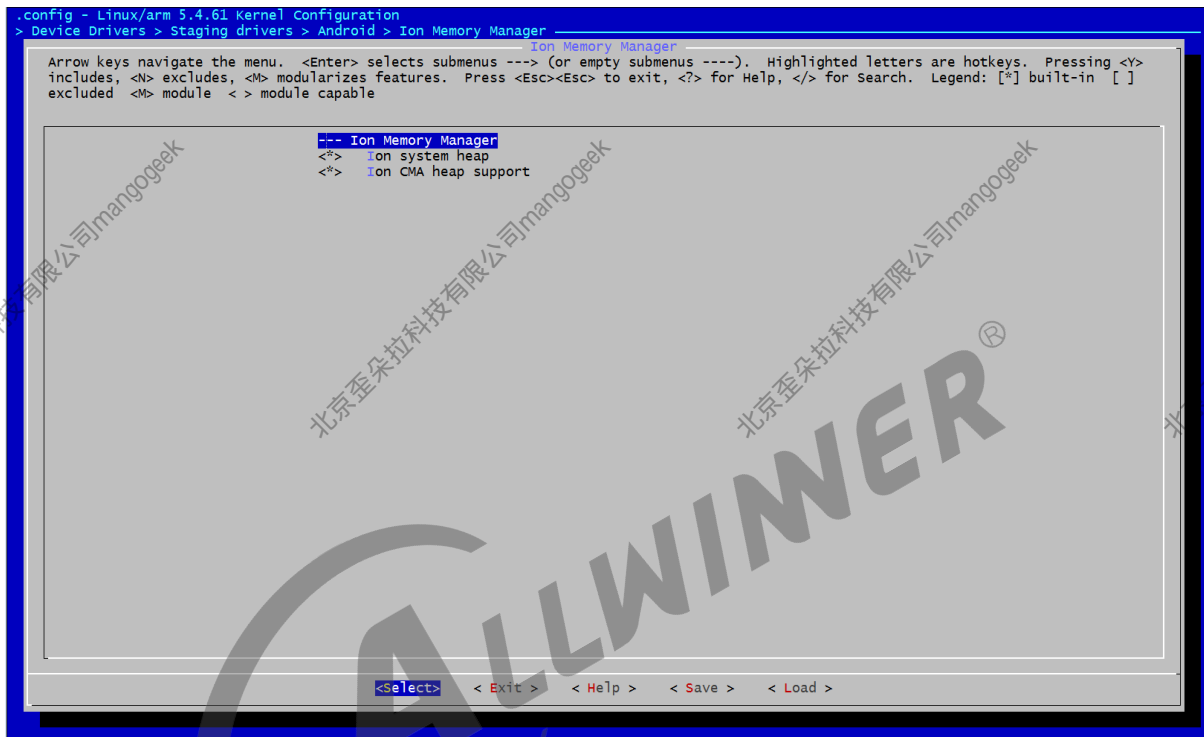 .config - Linux/arm 5.4.61 Kernel Configuration
> Device Drivers > Staging drivers > Android > Ion Memory Manager
Ion Memory Manager
Arrow keys navigate the menu.  <Enter> selects submenus ---> (or empty submenus ----).  Highlighted letters are hotkeys.  Pressing <Y>
includes, <N> excludes, <M> modularizes features.  Press <Esc><Esc> to exit, <?> for Help, </> for Search.  Legend: [*] built-in  [ ]
excluded  <M> module  < > module capable
--- Ion Memory Manager
<*>   Ion system heap
<*>   Ion CMA heap support
北京歪朵拉科技有限公司mangogeek
北京歪朵拉科技有限公司mangogeek
北京歪朵拉科技有限公司mangogeek
ALLWINNER®
<Select>    < Exit >    < Help >    < Save >    < Load >